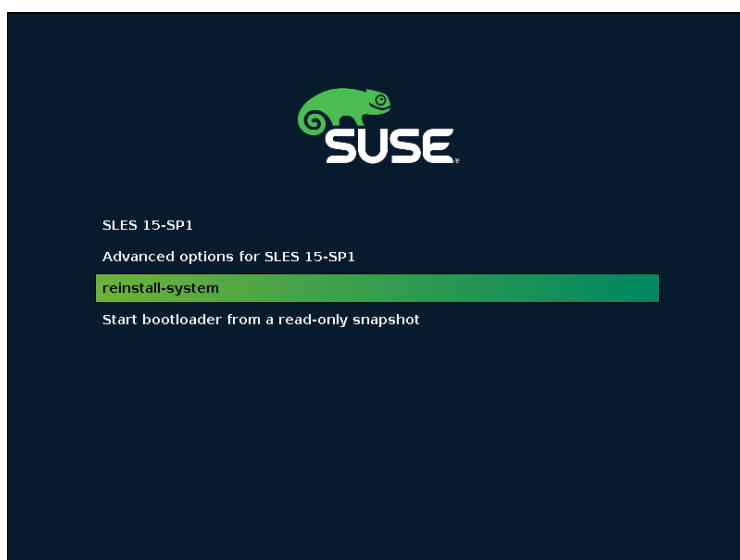 SUSE
SLES 15-SP1
Advanced options for SLES 15-SP1
reinstall-system
Start bootloader from a read-only snapshot